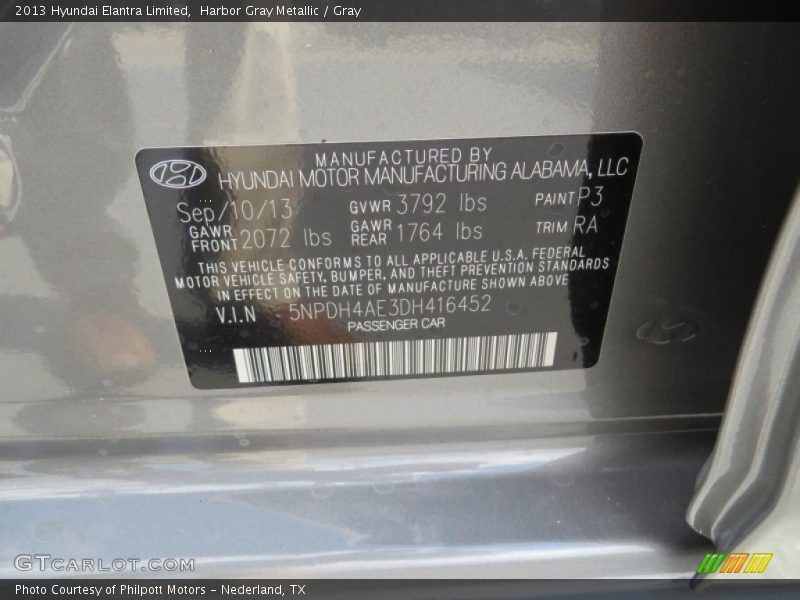 2013 Hyundai Elantra Limited, Harbor Gray Metallic / Gray
MANUFACTURED BY
HYUNDAI MOTOR MANUFACTURING ALABAMA, LLC
Sep/10/13 GVWR 3792 lbs PAINT P3
GAWR FRONT 2072 lbs GAWR REAR 1764 lbs TRIM RA
THIS VEHICLE CONFORMS TO ALL APPLICABLE U.S.A. FEDERAL
MOTOR VEHICLE SAFETY, BUMPER, AND THEFT PREVENTION STANDARDS
IN EFFECT ON THE DATE OF MANUFACTURE SHOWN ABOVE
V.I.N 5NPDH4AE3DH416452
PASSENGER CAR
GTCARLOT.COM
Photo Courtesy of Philpott Motors - Nederland, TX